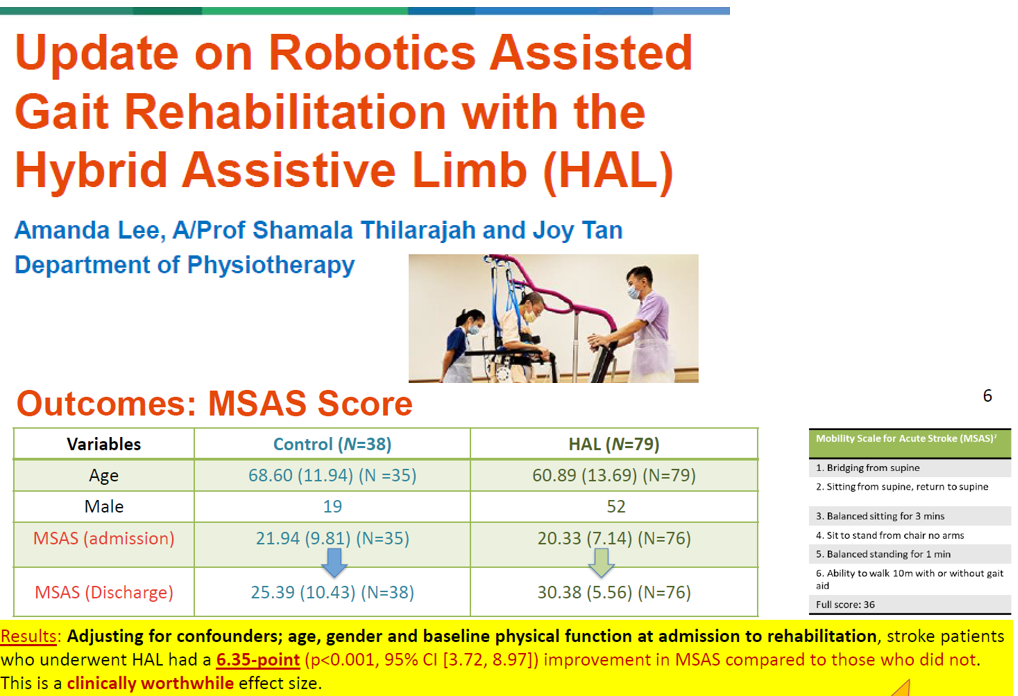 Update on Robotics Assisted
Gait Rehabilitation with the
Hybrid Assistive Limb (HAL)
Amanda Lee, A/Prof Shamala Thilarajah and Joy Tan
Department of Physiotherapy
Outcomes: MSAS Score
6
Variables Control (N=38) HAL (N=79)
Age 68.60 (11.94) (N =35) 60.89 (13.69) (N=79)
Male 19 52
MSAS (admission) 21.94 (9.81) (N=35) 20.33 (7.14) (N=76)
MSAS (Discharge) 25.39 (10.43) (N=38) 30.38 (5.56) (N=76)
Mobility Scale for Acute Stroke (MSAS)⁷
1. Bridging from supine
2. Sitting from supine, return to supine
3. Balanced sitting for 3 mins
4. Sit to stand from chair no arms
5. Balanced standing for 1 min
6. Ability to walk 10m with or without gait
aid
Full score: 36
Results: Adjusting for confounders; age, gender and baseline physical function at admission to rehabilitation, stroke patients
who underwent HAL had a 6.35-point (p<0.001, 95% CI [3.72, 8.97]) improvement in MSAS compared to those who did not.
This is a clinically worthwhile effect size.